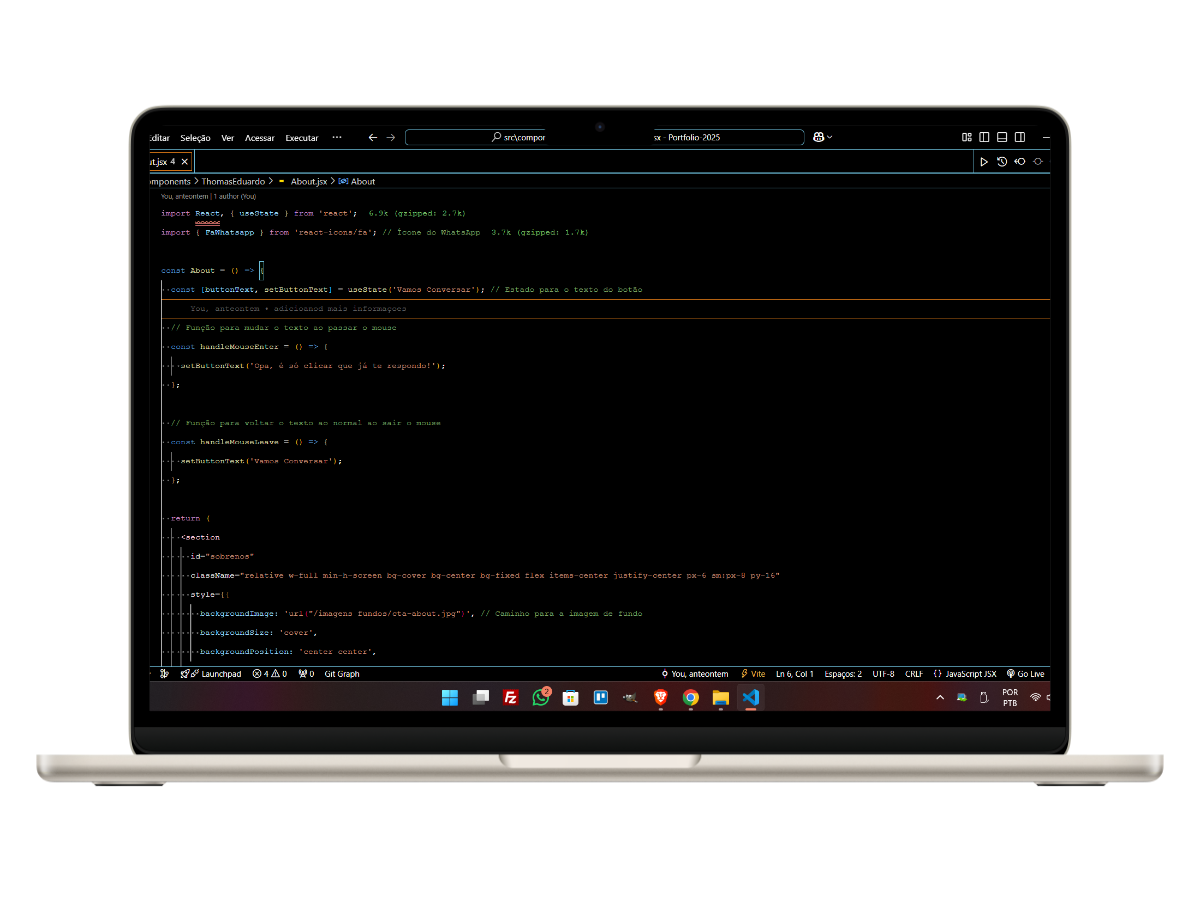 Editar Seleção Ver Acessar Executar ··· src\compor sx - Portfolio-2025
ut.jsx 4
mponents > ThomasEduardo > About.jsx > About
You, anteontem | 1 author (You)
import React, { useState } from 'react'; 6.9k (gzipped: 2.7k)
import { FaWhatsapp } from 'react-icons/fa'; // Ícone do WhatsApp 3.7k (gzipped: 1.7k)
const About = () => {
const [buttonText, setButtonText] = useState('Vamos Conversar'); // Estado para o texto do botão
You, anteontem • adicionand mais informações
// Função para mudar o texto ao passar o mouse
const handleMouseEnter = () => {
setButtonText('Opa, é só clicar que já te respondo!');
};
// Função para voltar o texto ao normal ao sair o mouse
const handleMouseLeave = () => {
setButtonText('Vamos Conversar');
};
return (
<section
id="sobrenos"
className="relative w-full min-h-screen bg-cover bg-center bg-fixed flex items-center justify-center px-6 sm:px-8 py-16"
style={{
backgroundImage: 'url("/imagens fundos/cta-about.jpg")', // Caminho para a imagem de fundo
backgroundSize: 'cover',
backgroundPosition: 'center center',
Launchpad 4 0 0 Git Graph You, anteontem Vite Ln 6, Col 1 Espaços: 2 UTF-8 CRLF {} JavaScript JSX Go Live
Fz 2 POR
PTB